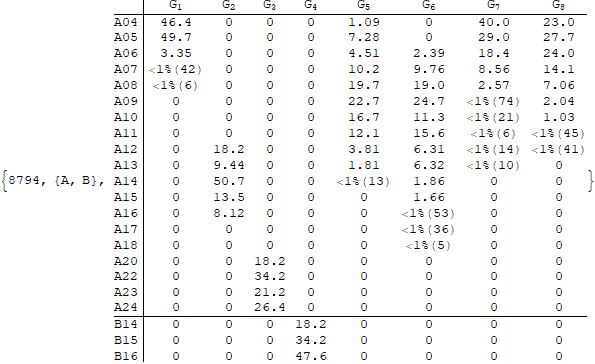 G1 G2 G3 G4 G5 G6 G7 G8
A04 46.4 0 0 0 1.09 0 40.0 23.0
A05 49.7 0 0 0 7.28 0 29.0 27.7
A06 3.35 0 0 0 4.51 2.39 18.4 24.0
A07 <1%(42) 0 0 0 10.2 9.76 8.56 14.1
A08 <1%(6) 0 0 0 19.7 19.0 2.57 7.06
A09 0 0 0 0 22.7 24.7 <1%(74) 2.04
A10 0 0 0 0 16.7 11.3 <1%(21) 1.03
A11 0 0 0 0 12.1 15.6 <1%(6) <1%(45)
A12 0 18.2 0 0 3.81 6.31 <1%(14) <1%(41)
A13 0 9.44 0 0 1.81 6.32 <1%(10) 0
{8794, {A, B}, A14 0 50.7 0 0 <1%(13) 1.86 0 0 }
A15 0 13.5 0 0 0 1.66 0 0
A16 0 8.12 0 0 0 <1%(53) 0 0
A17 0 0 0 0 0 <1%(36) 0 0
A18 0 0 0 0 0 <1%(5) 0 0
A20 0 0 18.2 0 0 0 0 0
A22 0 0 34.2 0 0 0 0 0
A23 0 0 21.2 0 0 0 0 0
A24 0 0 26.4 0 0 0 0 0
B14 0 0 0 18.2 0 0 0 0
B15 0 0 0 34.2 0 0 0 0
B16 0 0 0 47.6 0 0 0 0